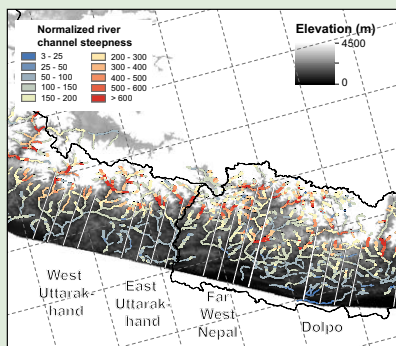 Normalized river
channel steepness
3 - 25
25 - 50
50 - 100
100 - 150
150 - 200
200 - 300
300 - 400
400 - 500
500 - 600
> 600
Elevation (m)
4500
0
West
Uttarak-
hand
East
Uttarak-
hand
Far
West
Nepal
Dolpo